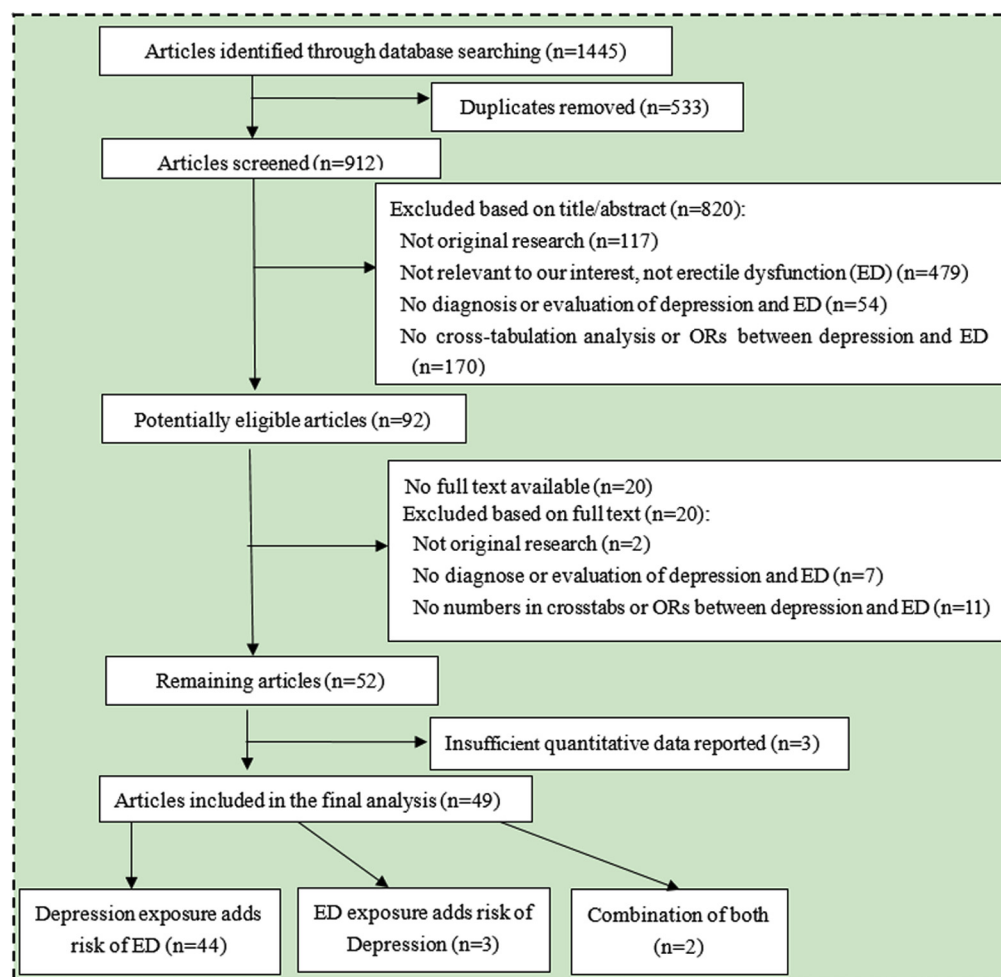 Articles identified through database searching (n=1445)
Duplicates removed (n=533)
Articles screened (n=912)
Excluded based on title/abstract (n=820):
Not original research (n=117)
Not relevant to our interest, not erectile dysfunction (ED) (n=479)
No diagnosis or evaluation of depression and ED (n=54)
No cross-tabulation analysis or ORs between depression and ED
(n=170)
Potentially eligible articles (n=92)
No full text available (n=20)
Excluded based on full text (n=20):
Not original research (n=2)
No diagnose or evaluation of depression and ED (n=7)
No numbers in crosstabs or ORs between depression and ED (n=11)
Remaining articles (n=52)
Insufficient quantitative data reported (n=3)
Articles included in the final analysis (n=49)
Depression exposure adds
risk of ED (n=44)
ED exposure adds risk of
Depression (n=3)
Combination of both
(n=2)